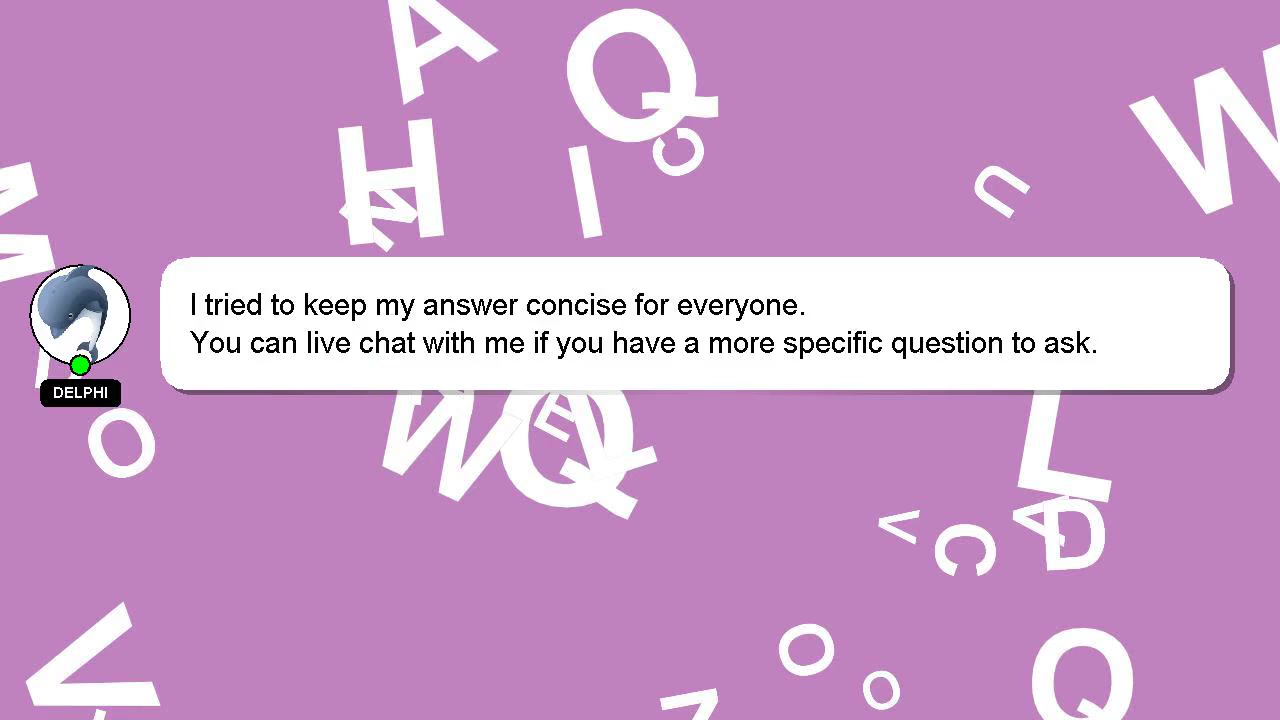 A
Q
W
H
I
C
U
M
I tried to keep my answer concise for everyone.
You can live chat with me if you have a more specific question to ask.
DELPHI
O
W
Q
E
L
V
C
A
D
V
O
O
Q